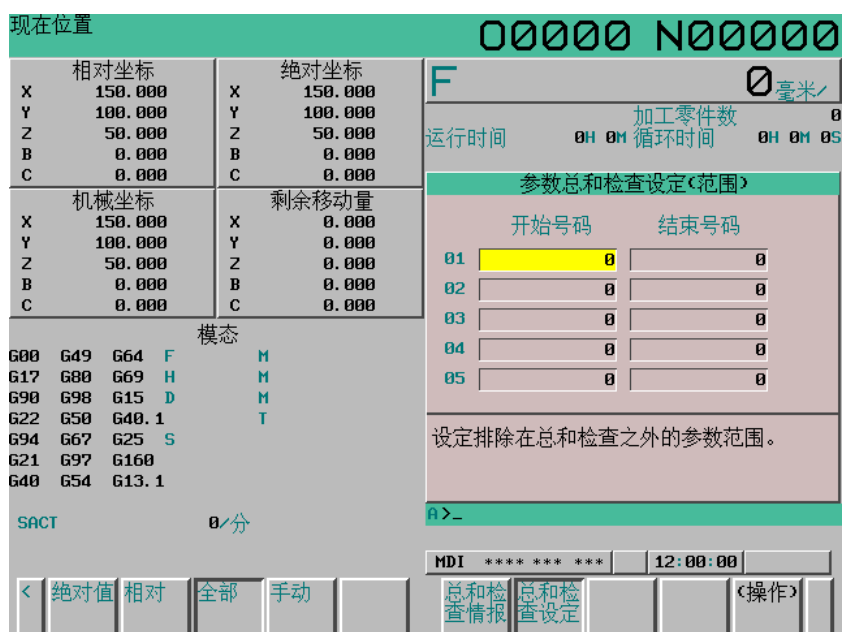 现在位置
O0000 N00000
相对坐标
X 150.000
Y 100.000
Z 50.000
B 0.000
C 0.000
绝对坐标
X 150.000
Y 100.000
Z 50.000
B 0.000
C 0.000
机械坐标
X 150.000
Y 100.000
Z 50.000
B 0.000
C 0.000
剩余移动量
X 0.000
Y 0.000
Z 0.000
B 0.000
C 0.000
模态
G00 G49 G64 F M
G17 G80 G69 H M
G90 G98 G15 D M
G22 G50 G40.1 T
G94 G67 G25 S
G21 G97 G160
G40 G54 G13.1
SACT 0/分
F 0毫米/
加工零件数 0
运行时间 0H 0M 循环时间 0H 0M 0S
参数总和检查设定(范围)
开始号码 结束号码
01 0 0
02 0 0
03 0 0
04 0 0
05 0 0
设定排除在总和检查之外的参数范围。
A>_
MDI **** *** *** 12:00:00
< 绝对值 相对 全部 手动
总和检查情报 总和检查设定 (操作)